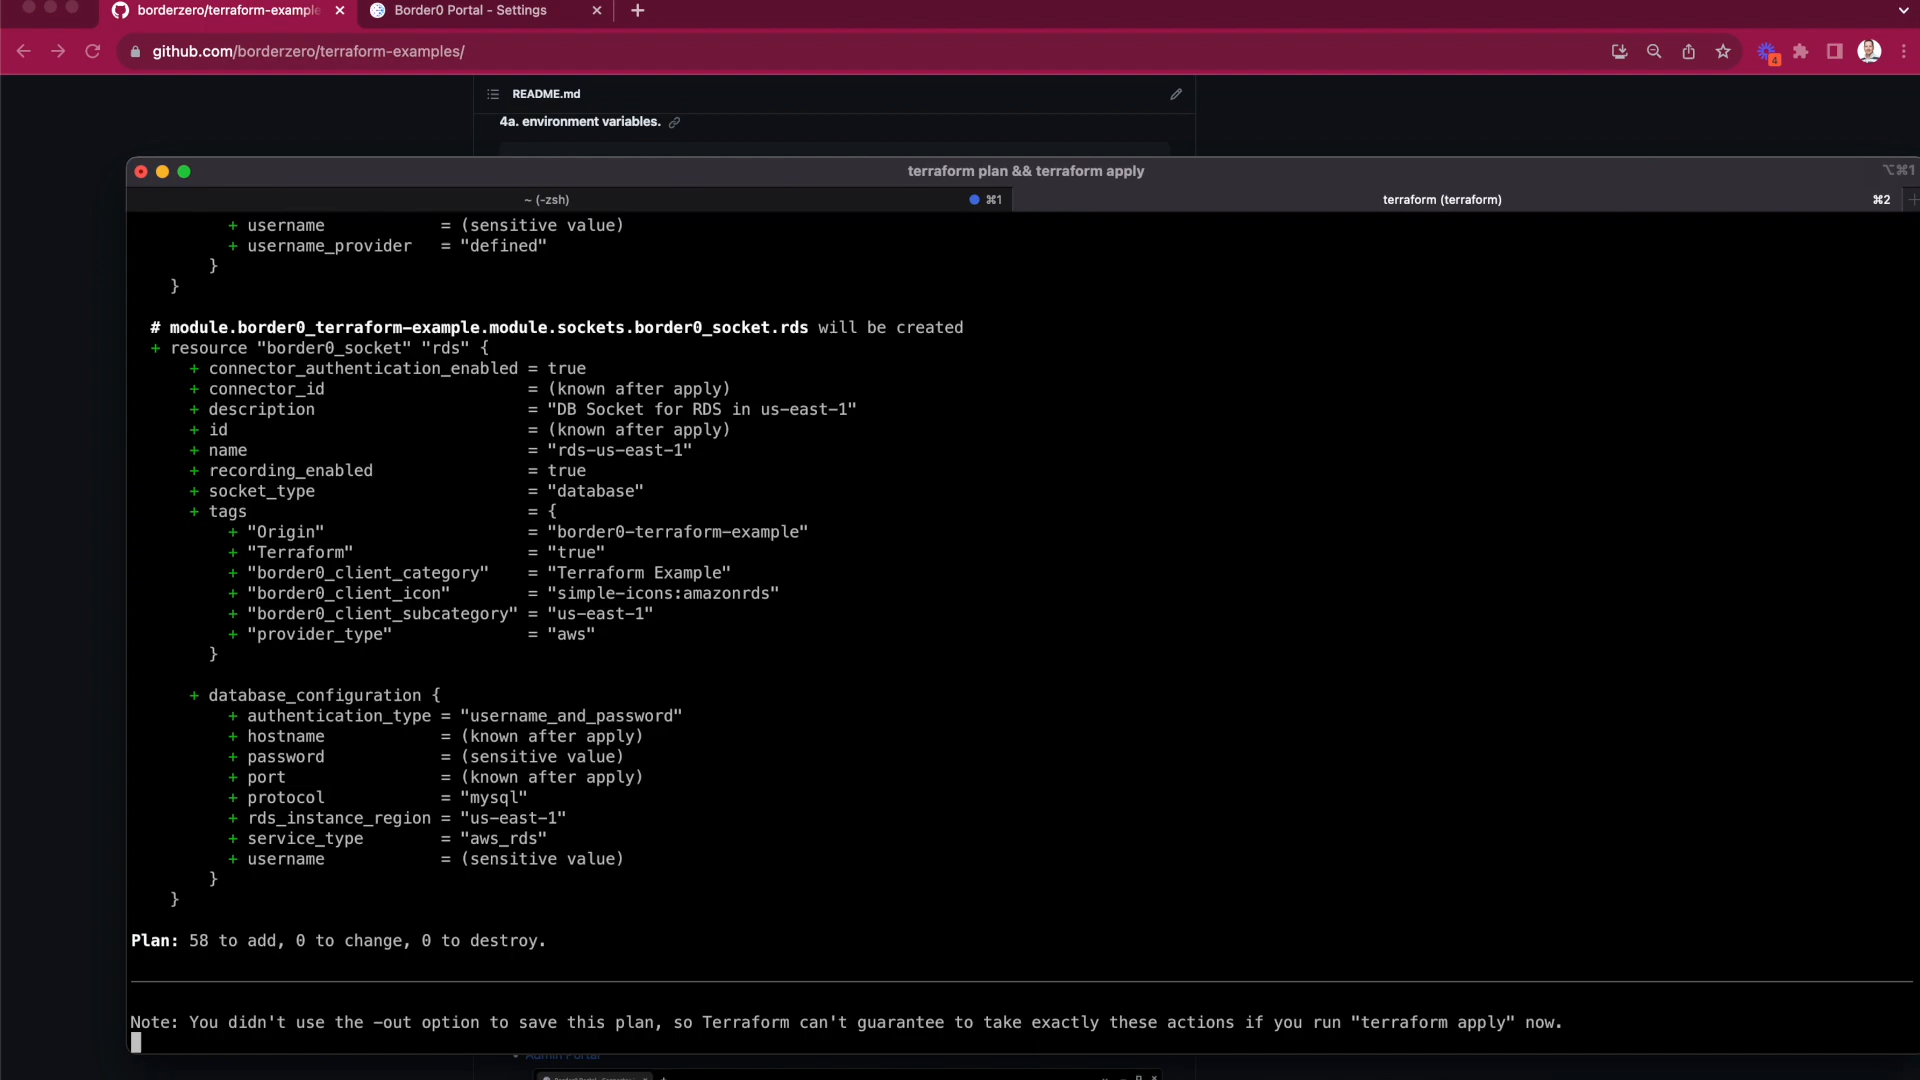 borderzero/terraform-example
Border0 Portal - Settings
github.com/borderzero/terraform-examples/
4
README.md
4a. environment variables.
terraform plan && terraform apply
⌥⌘1
~ (-zsh)
⌘1
terraform (terraform)
⌘2
+ username = (sensitive value)
+ username_provider = "defined"
}
}
# module.border0_terraform-example.module.sockets.border0_socket.rds will be created
+ resource "border0_socket" "rds" {
+ connector_authentication_enabled = true
+ connector_id = (known after apply)
+ description = "DB Socket for RDS in us-east-1"
+ id = (known after apply)
+ name = "rds-us-east-1"
+ recording_enabled = true
+ socket_type = "database"
+ tags = {
+ "Origin" = "border0-terraform-example"
+ "Terraform" = "true"
+ "border0_client_category" = "Terraform Example"
+ "border0_client_icon" = "simple-icons:amazonrds"
+ "border0_client_subcategory" = "us-east-1"
+ "provider_type" = "aws"
}
+ database_configuration {
+ authentication_type = "username_and_password"
+ hostname = (known after apply)
+ password = (sensitive value)
+ port = (known after apply)
+ protocol = "mysql"
+ rds_instance_region = "us-east-1"
+ service_type = "aws_rds"
+ username = (sensitive value)
}
}
Plan: 58 to add, 0 to change, 0 to destroy.
Note: You didn't use the -out option to save this plan, so Terraform can't guarantee to take exactly these actions if you run "terraform apply" now.
Admin Portal